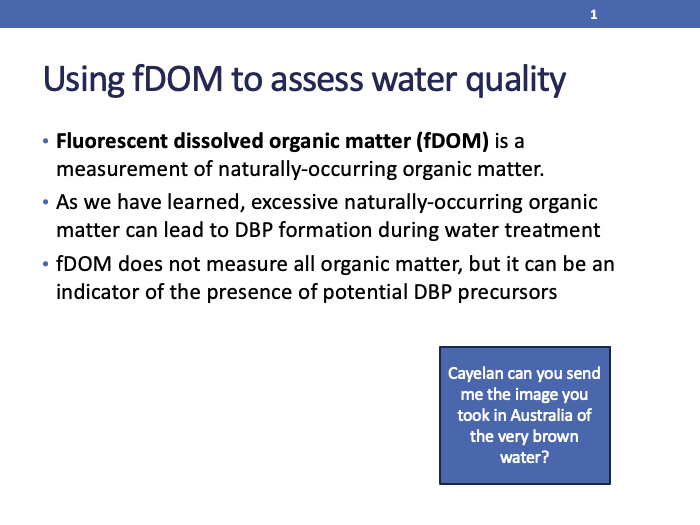 1
Using fDOM to assess water quality
• Fluorescent dissolved organic matter (fDOM) is a
measurement of naturally-occurring organic matter.
• As we have learned, excessive naturally-occurring organic
matter can lead to DBP formation during water treatment
• fDOM does not measure all organic matter, but it can be an
indicator of the presence of potential DBP precursors
Cayelan can you send
me the image you
took in Australia of
the very brown
water?